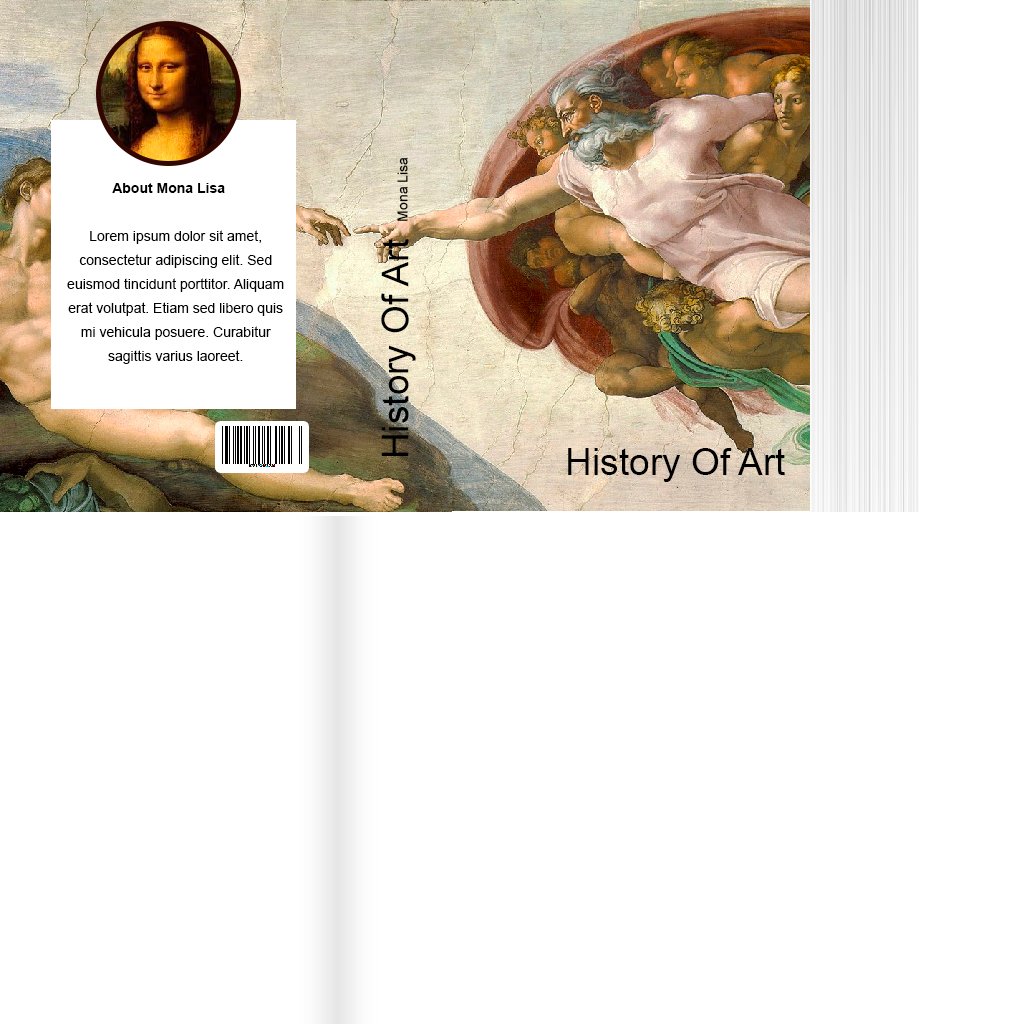 About Mona Lisa
Lorem ipsum dolor sit amet,
consectetur adipiscing elit. Sed
euismod tincidunt porttitor. Aliquam
erat volutpat. Etiam sed libero quis
mi vehicula posuere. Curabitur
sagittis varius laoreet.
History Of Art
Mona Lisa
History Of Art